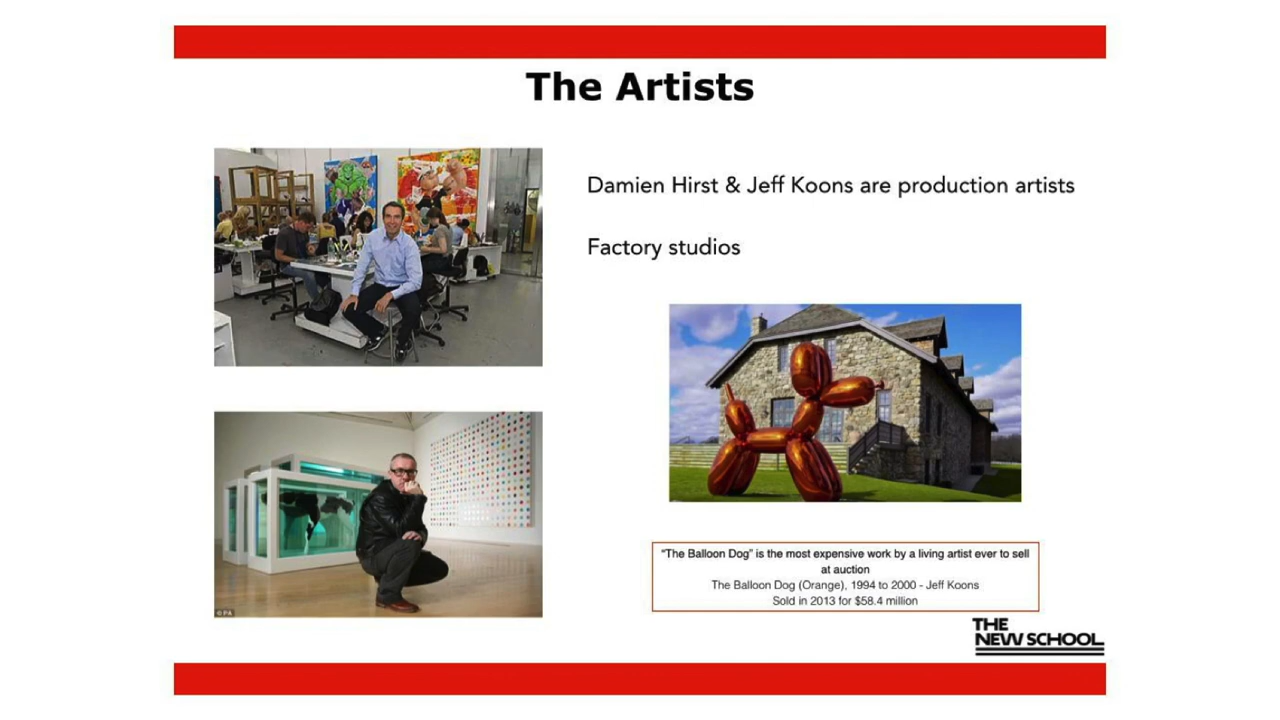 The Artists
Damien Hirst & Jeff Koons are production artists
Factory studios
© PA
“The Balloon Dog” is the most expensive work by a living artist ever to sell
at auction
The Balloon Dog (Orange), 1994 to 2000 - Jeff Koons
Sold in 2013 for $58.4 million
THE
NEW SCHOOL